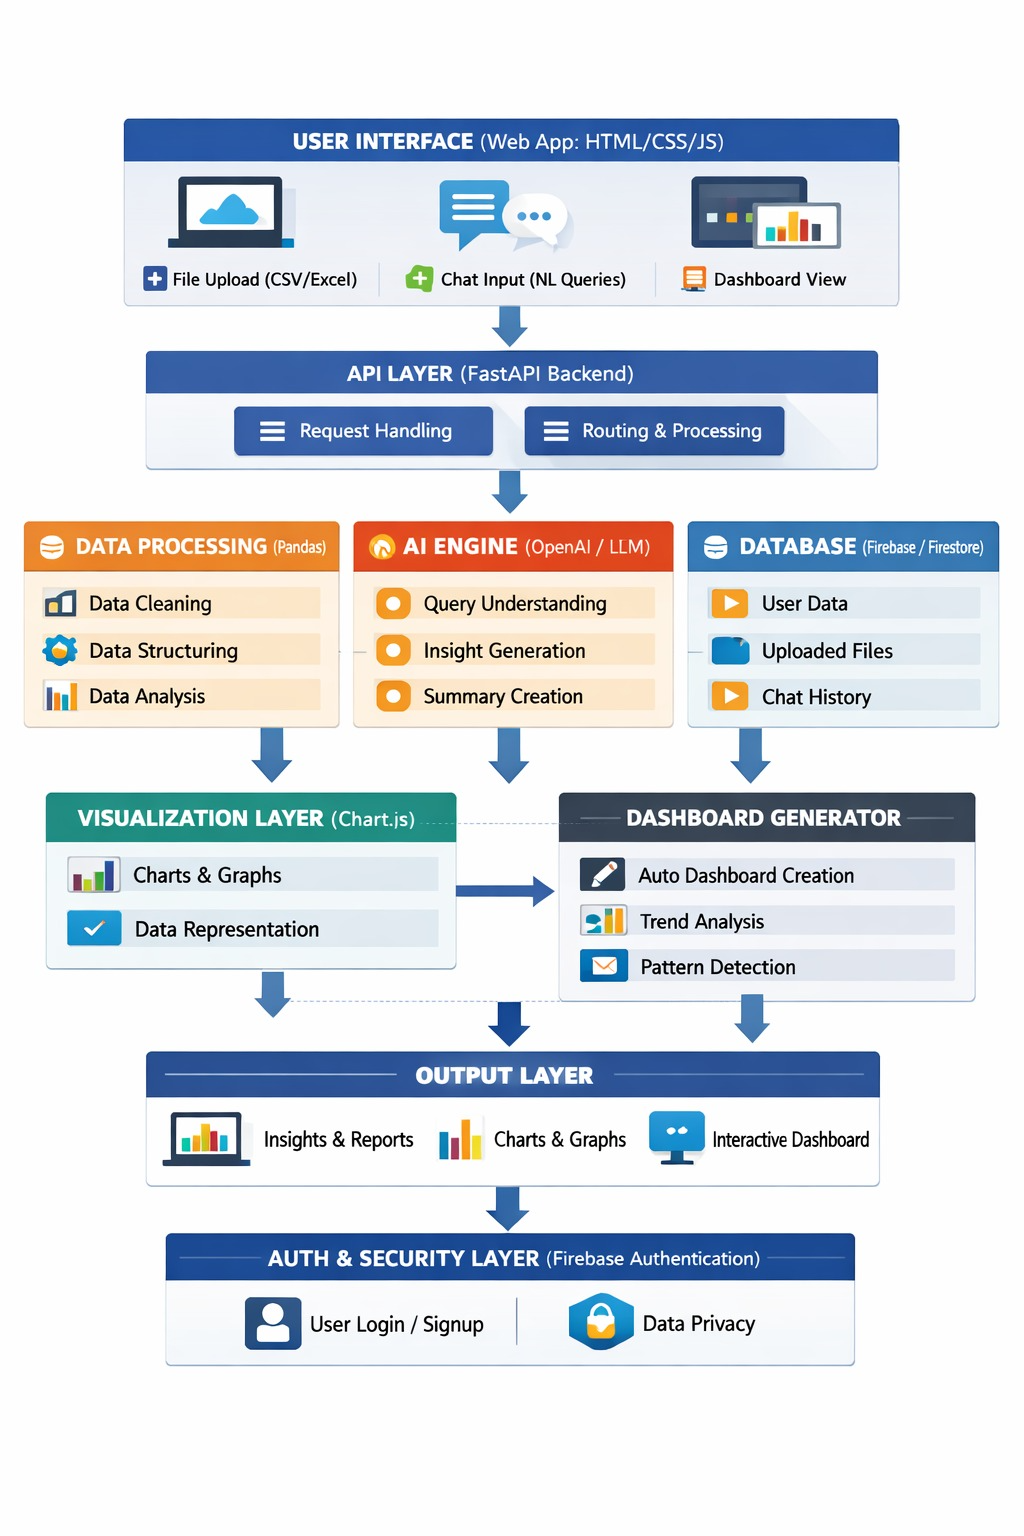 USER INTERFACE (Web App: HTML/CSS/JS)
File Upload (CSV/Excel)
Chat Input (NL Queries)
Dashboard View
API LAYER (FastAPI Backend)
Request Handling
Routing & Processing
DATA PROCESSING (Pandas)
Data Cleaning
Data Structuring
Data Analysis
AI ENGINE (OpenAI / LLM)
Query Understanding
Insight Generation
Summary Creation
DATABASE (Firebase / Firestore)
User Data
Uploaded Files
Chat History
VISUALIZATION LAYER (Chart.js)
Charts & Graphs
Data Representation
DASHBOARD GENERATOR
Auto Dashboard Creation
Trend Analysis
Pattern Detection
OUTPUT LAYER
Insights & Reports
Charts & Graphs
Interactive Dashboard
AUTH & SECURITY LAYER (Firebase Authentication)
User Login / Signup
Data Privacy